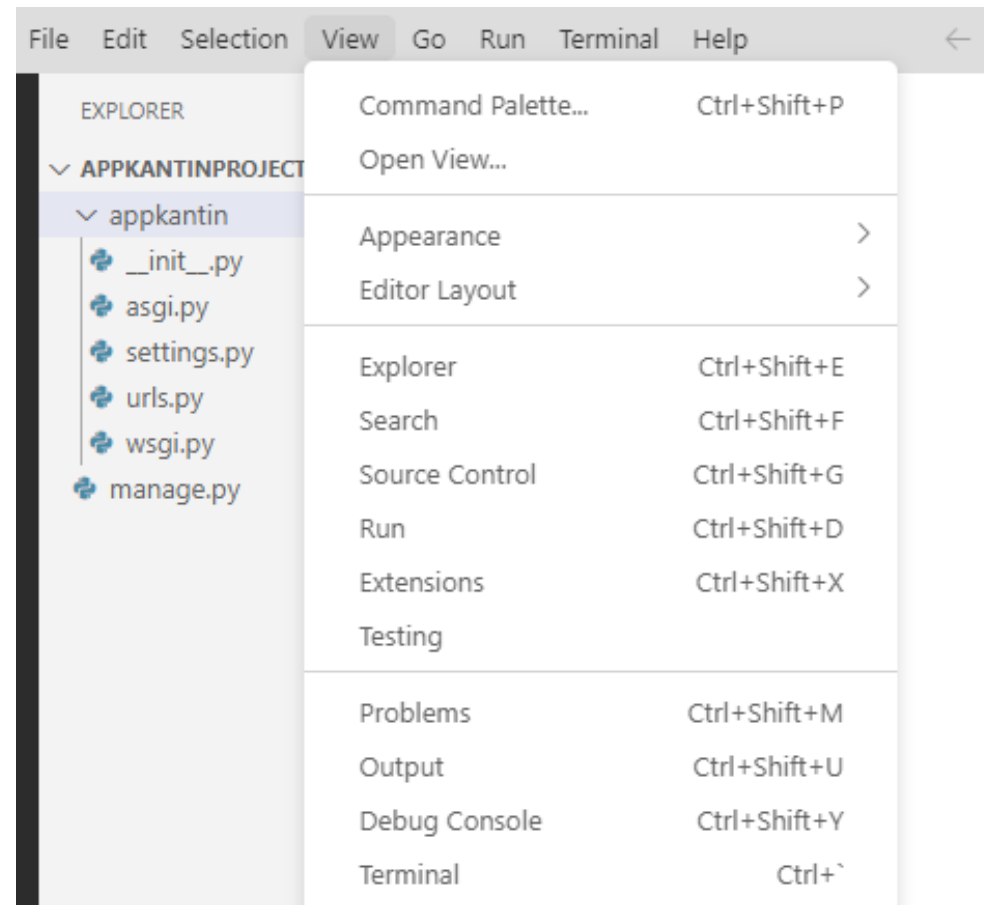 File Edit Selection View Go Run Terminal Help
EXPLORER
APPKANTINPROJECT
appkantin
__init__.py
asgi.py
settings.py
urls.py
wsgi.py
manage.py
Command Palette... Ctrl+Shift+P
Open View...
Appearance
Editor Layout
Explorer Ctrl+Shift+E
Search Ctrl+Shift+F
Source Control Ctrl+Shift+G
Run Ctrl+Shift+D
Extensions Ctrl+Shift+X
Testing
Problems Ctrl+Shift+M
Output Ctrl+Shift+U
Debug Console Ctrl+Shift+Y
Terminal Ctrl+`